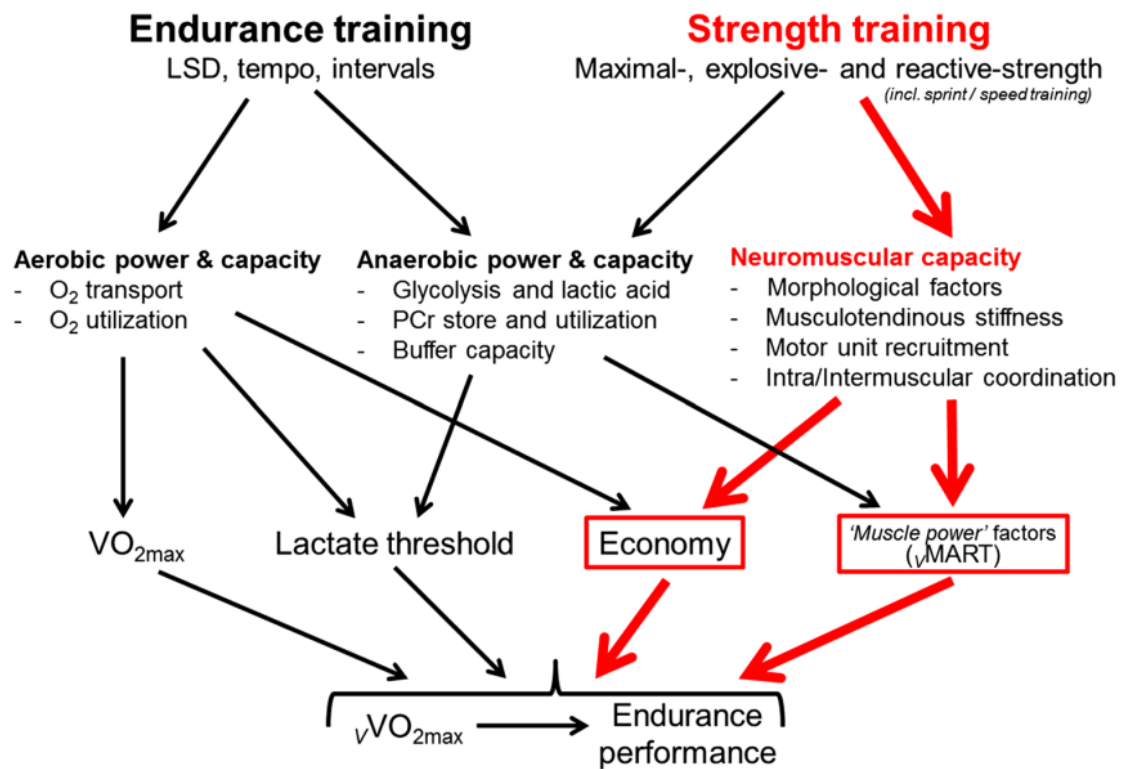 Endurance training
LSD, tempo, intervals
Strength training
Maximal-, explosive- and reactive-strength
(incl. sprint / speed training)
Aerobic power & capacity
- O₂ transport
- O₂ utilization
Anaerobic power & capacity
- Glycolysis and lactic acid
- PCr store and utilization
- Buffer capacity
Neuromuscular capacity
- Morphological factors
- Musculotendinous stiffness
- Motor unit recruitment
- Intra/Intermuscular coordination
VO₂max
Lactate threshold
Economy
'Muscle power' factors
(vMART)
vVO₂max
Endurance
performance